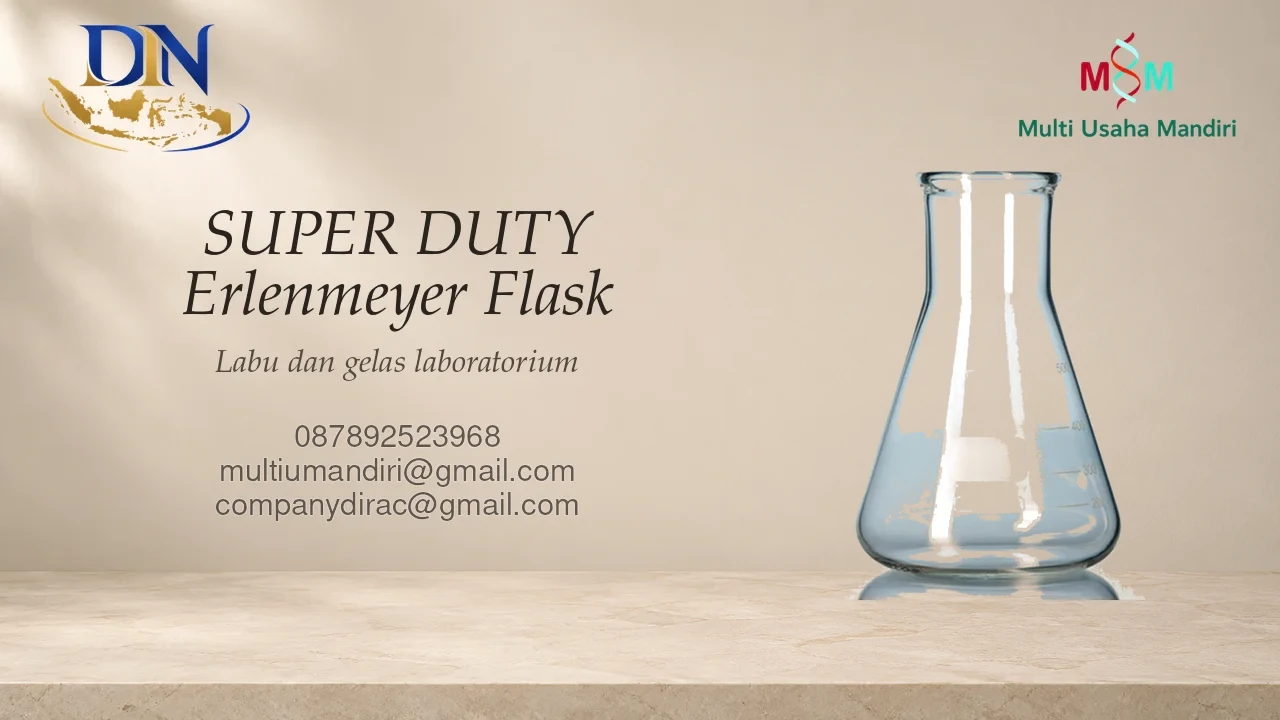 DIN
M M
Multi Usaha Mandiri
SUPER DUTY
Erlenmeyer Flask
Labu dan gelas laboratorium
087892523968
multiumandiri@gmail.com
companydirac@gmail.com